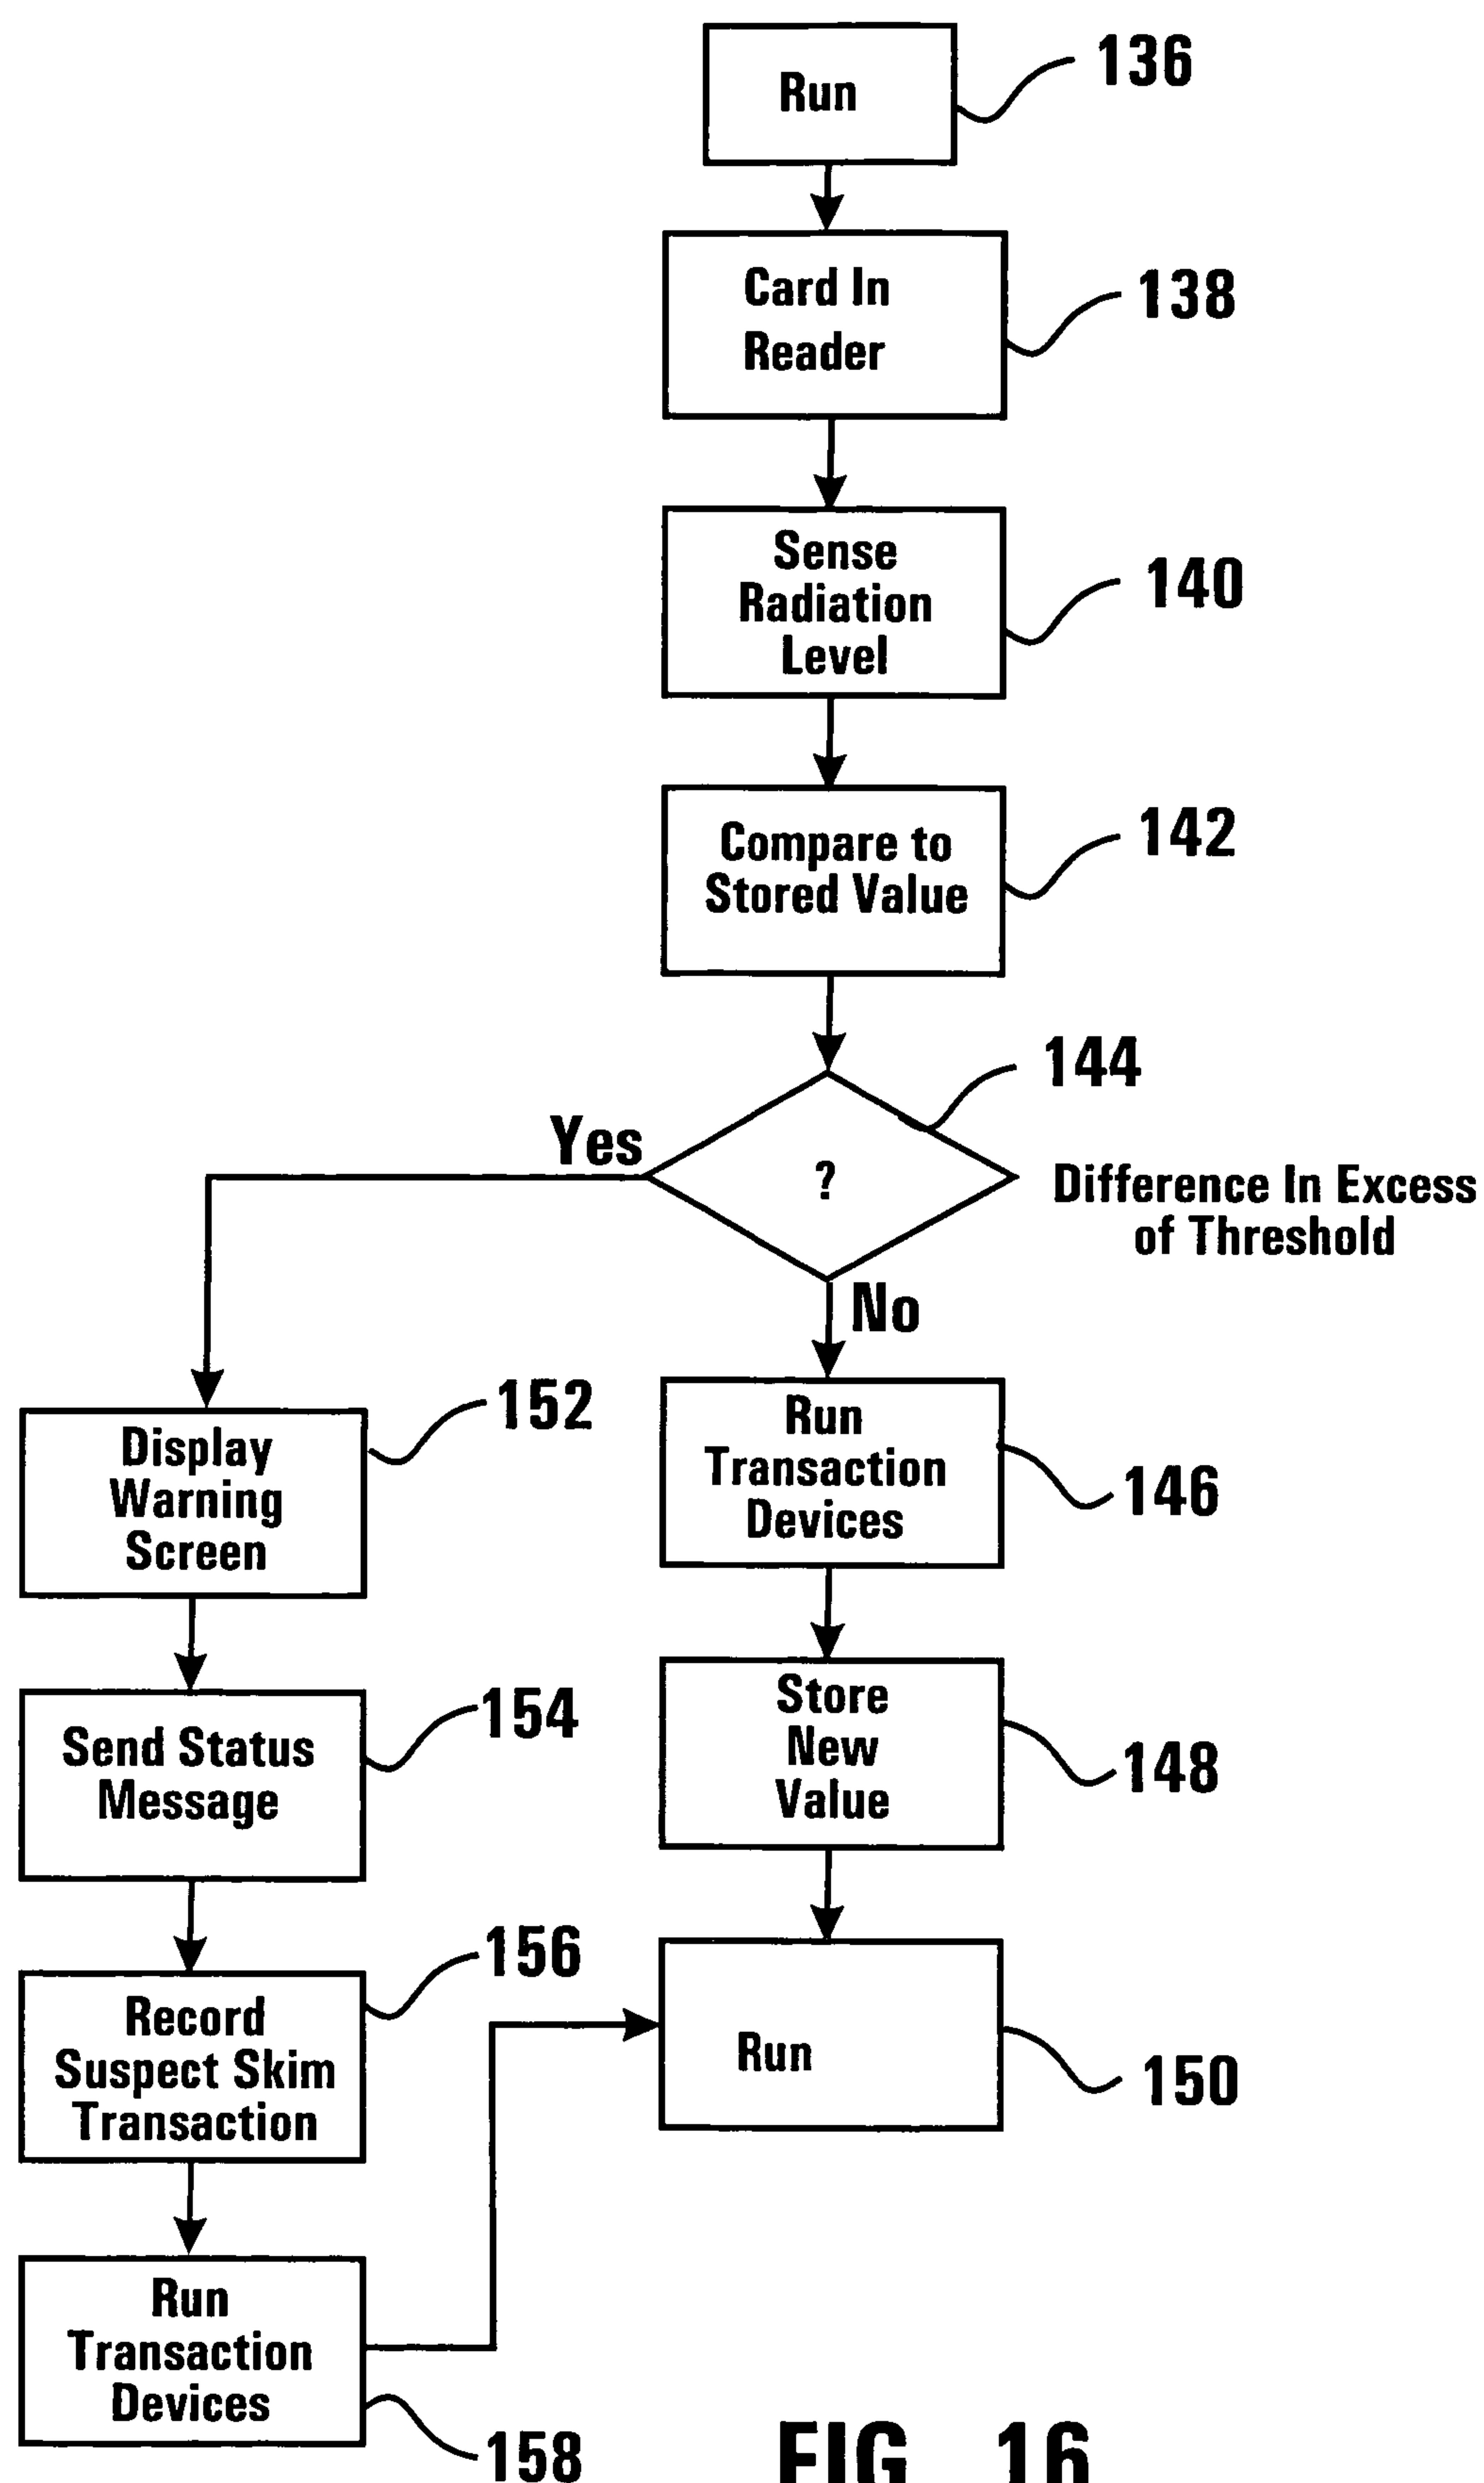 Run
136
Card In
Reader
138
Sense
Radiation
Level
140
Compare to
Stored Value
142
144
Yes
?
Difference In Excess
of Threshold
No
Display
Warning
Screen
152
Run
Transaction
Devices
146
Send Status
Message
154
Store
New
Value
148
Record
Suspect Skim
Transaction
156
Run
150
Run
Transaction
Devices
158
FIG 16